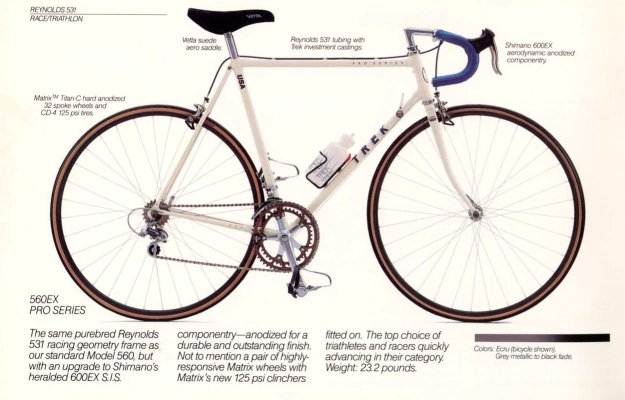 REYNOLDS 531
RACE/TRIATHLON
Vetta suede
aero saddle.
Reynolds 531 tubing with
Trek investment castings.
Shimano 600EX
aerodynamic anodized
componentry
Matrix™ Titan-C hard anodized
32 spoke wheels and
CD-4 125 psi tires.
VETTA
PRO SERIES
USA
TREK
560EX
PRO SERIES
The same purebred Reynolds
531 racing geometry frame as
our standard Model 560, but
with an upgrade to Shimano's
heralded 600EX S.I.S.
componentry—anodized for a
durable and outstanding finish.
Not to mention a pair of highly-
responsive Matrix wheels with
Matrix's new 125 psi clinchers
fitted on. The top choice of
triathletes and racers quickly
advancing in their category.
Weight: 23.2 pounds.
Colors: Ecru (bicycle shown),
Grey metallic to black fade.